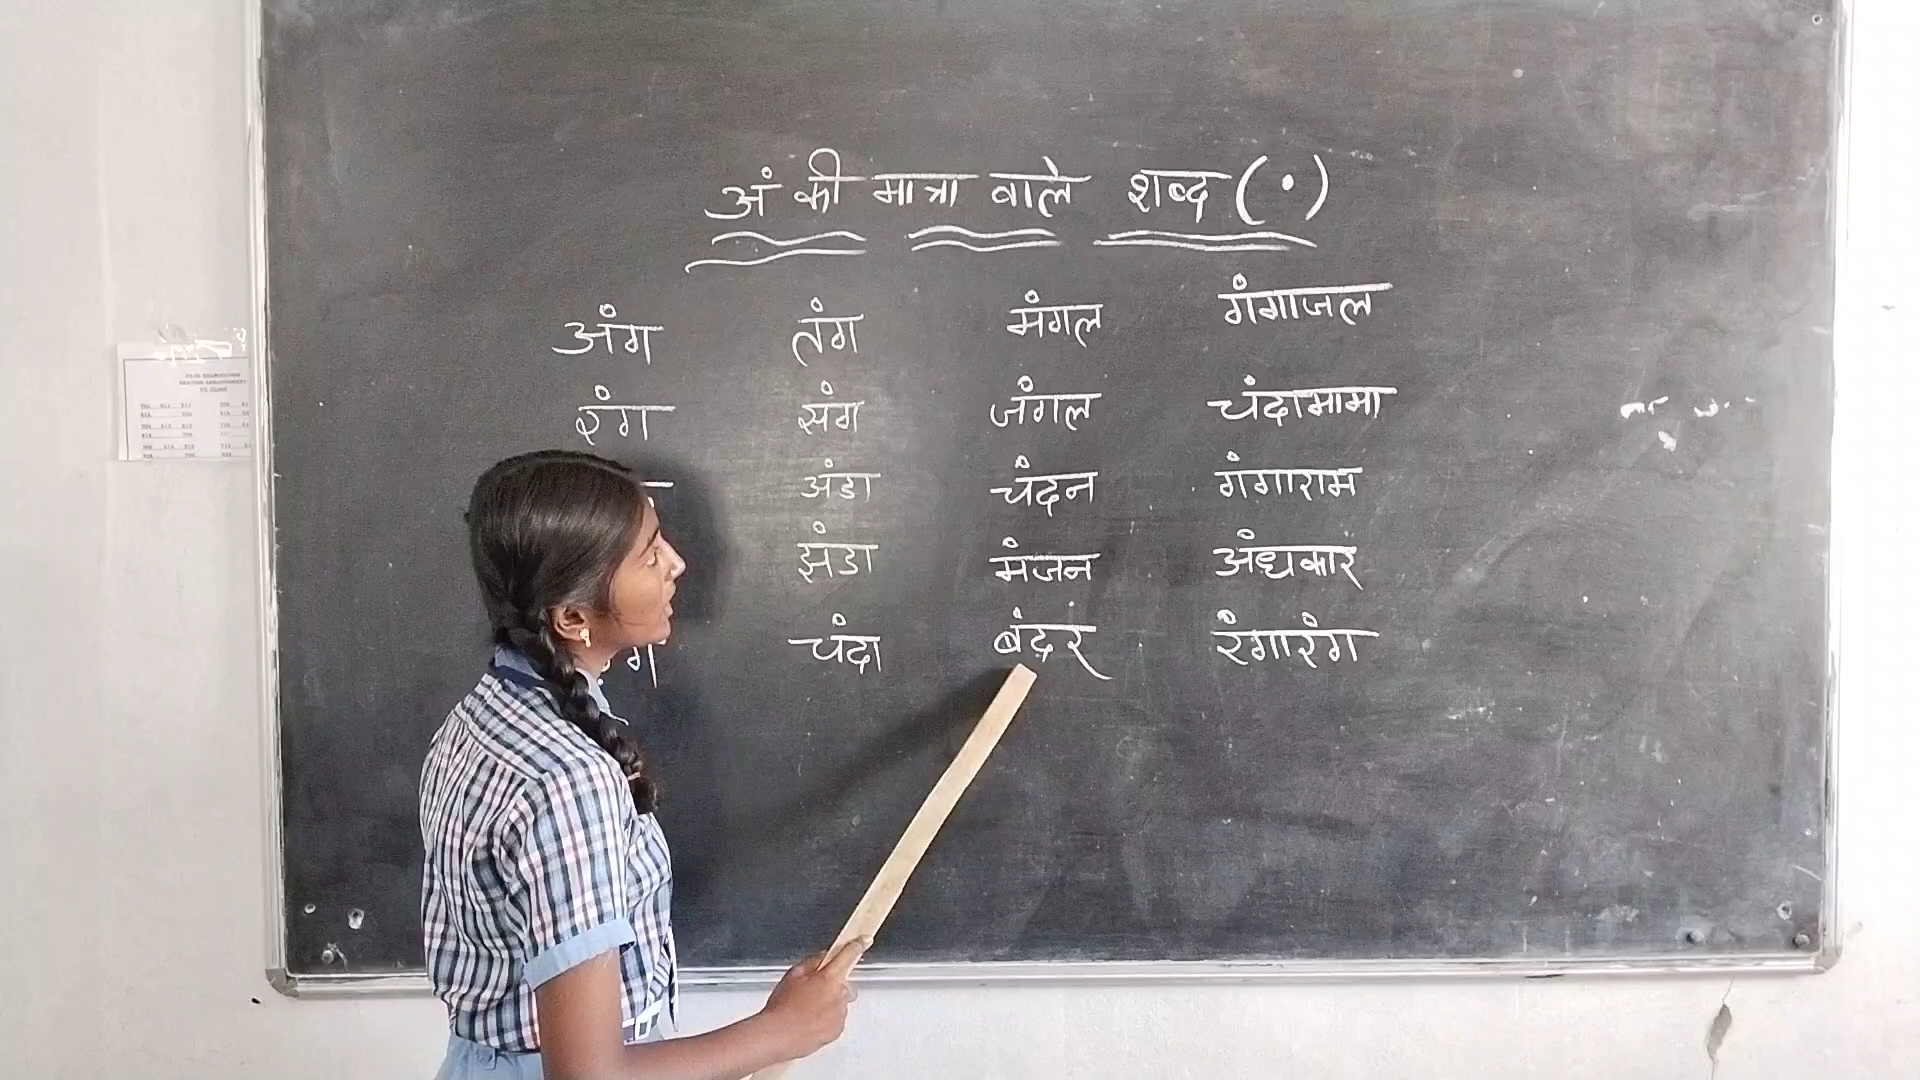 अं की मात्रा वाले शब्द (•)
अंग तंग मंगल गंगाजल
रंग संग जंगल चंदामामा
अंडा चंदन गंगाराम
झंडा मंजन अंधकार
चंदा बंदर रंगारंग